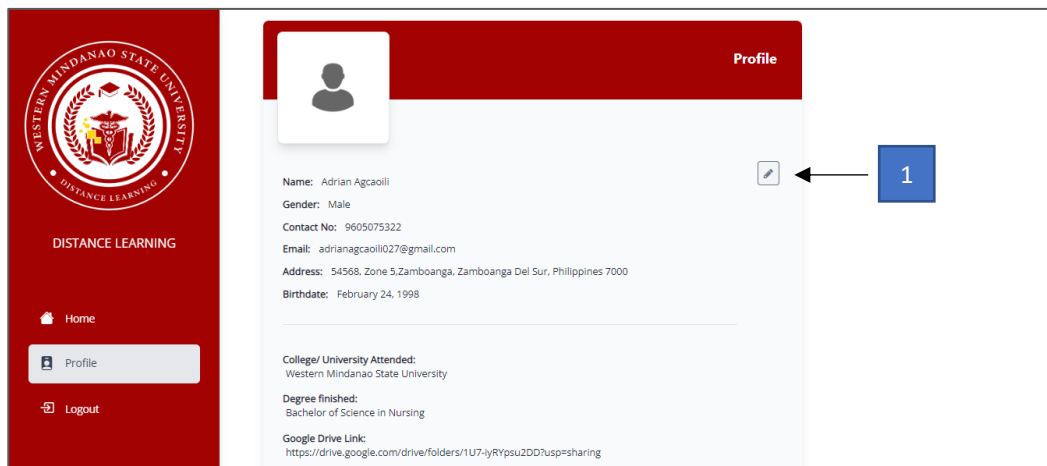 WESTERN MINDANAO STATE UNIVERSITY
DISTANCE LEARNING
DISTANCE LEARNING
Home
Profile
Logout
Profile
1
Name: Adrian Agcaoili
Gender: Male
Contact No: 9605075322
Email: adrianagcaoili027@gmail.com
Address: 54568, Zone 5,Zamboanga, Zamboanga Del Sur, Philippines 7000
Birthdate: February 24, 1998
College/ University Attended:
Western Mindanao State University
Degree finished:
Bachelor of Science in Nursing
Google Drive Link:
https://drive.google.com/drive/folders/1U7-iyRYpsu2DD?usp=sharing